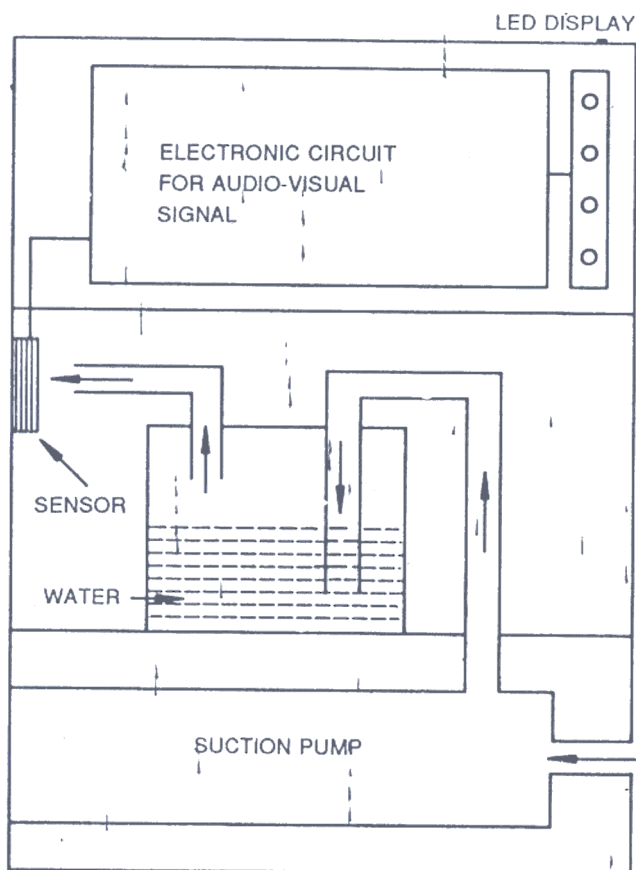 LED DISPLAY
ELECTRONIC CIRCUIT
FOR AUDIO-VISUAL
SIGNAL
SENSOR
WATER
SUCTION PUMP